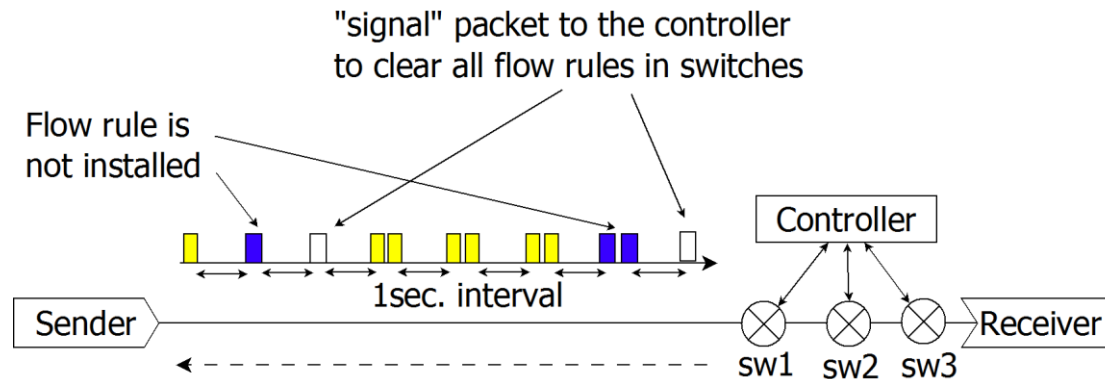 "signal" packet to the controller
to clear all flow rules in switches
Flow rule is
not installed
Controller
1sec. interval
Sender
Receiver
sw1
sw2
sw3